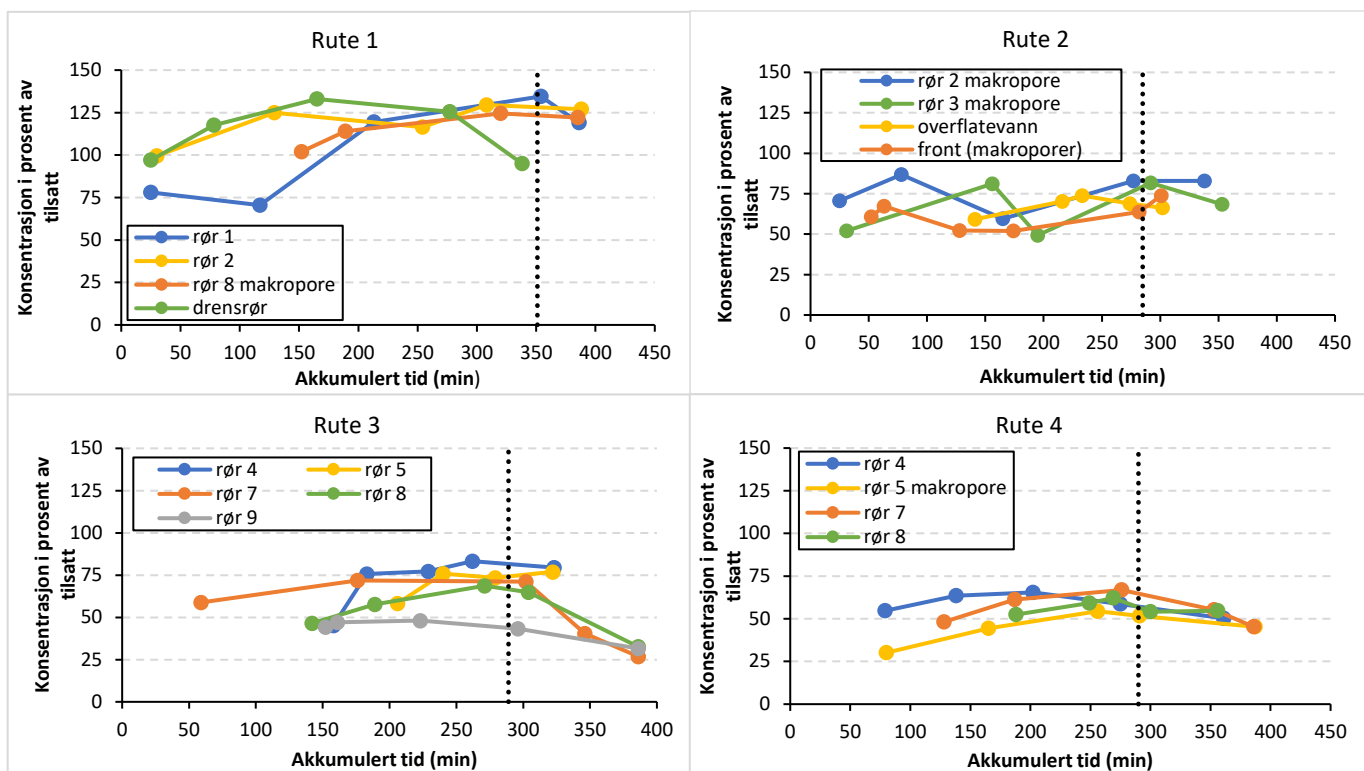 Rute 1
Konsentrasjon i prosent av
tilsatt
150
125
100
75
50
25
0
rør 1
rør 2
rør 8 makropore
drensrør
0 50 100 150 200 250 300 350 400 450
Akkumulert tid (min)
Rute 2
Konsentrasjon i prosent av
tilsatt
150
125
100
75
50
25
0
rør 2 makropore
rør 3 makropore
overflatevann
front (makroporer)
0 50 100 150 200 250 300 350 400 450
Akkumulert tid (min)
Rute 3
Konsentrasjon i prosent av
tilsatt
150
125
100
75
50
25
0
rør 4 rør 5
rør 7 rør 8
rør 9
0 50 100 150 200 250 300 350 400
Akkumulert tid (min)
Rute 4
Konsentrasjon i prosent av
tilsatt
150
125
100
75
50
25
0
rør 4
rør 5 makropore
rør 7
rør 8
0 50 100 150 200 250 300 350 400 450
Akkumulert tid (min)